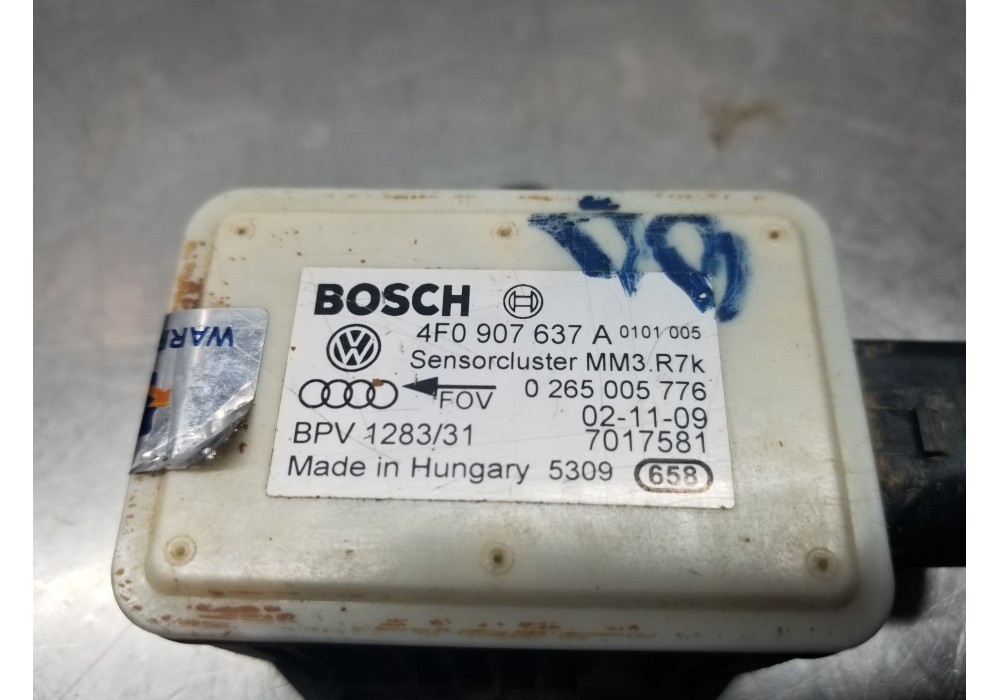 BOSCH
4F0 907 637 A 0101 005
Sensorcluster MM3.R7k
FOV 0 265 005 776
02-11-09
BPV 1283/31 7017581
Made in Hungary 5309 658
WARR